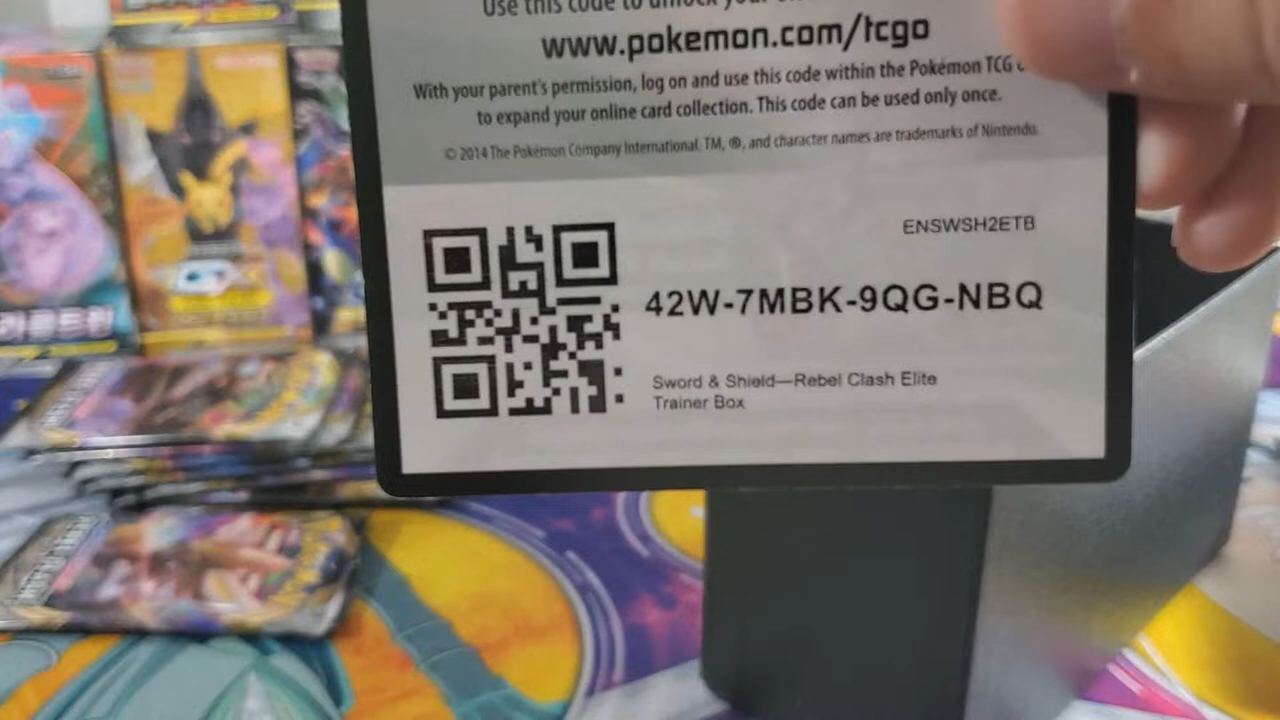 Use this code to unlock your
www.pokemon.com/tcgo
With your parent's permission, log on and use this code within the Pokémon TCG
to expand your online card collection. This code can be used only once.
© 2014 The Pokémon Company International. TM, ®, and character names are trademarks of Nintendo.
ENSWSH2ETB
42W-7MBK-9QG-NBQ
Sword & Shield—Rebel Clash Elite
Trainer Box